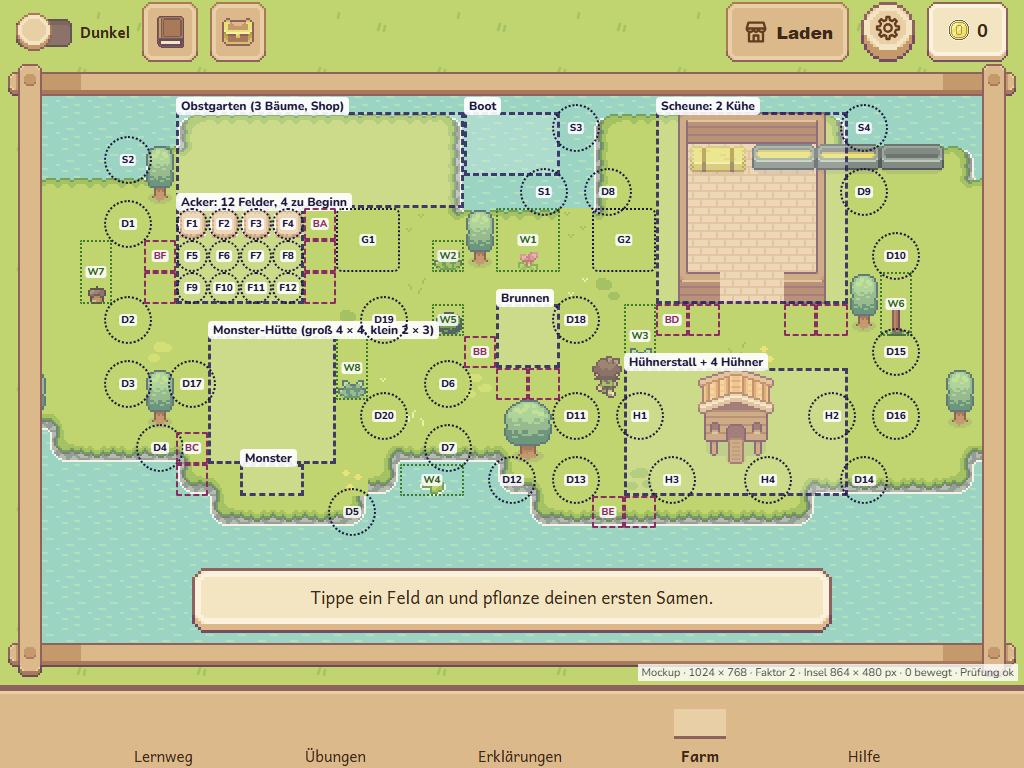 Dunkel
Laden
0
Obstgarten (3 Bäume, Shop)
Boot
Scheune: 2 Kühe
S3
S4
S2
S1
D8
D9
Acker: 12 Felder, 4 zu Beginn
D1
F1 F2 F3 F4 BA
G1
W1
G2
BF F5 F6 F7 F8
W2
D10
W7
F9 F10 F11 F12
Brunnen
W6
D2
D19
W5
D18
BD
Monster-Hütte (groß 4 × 4, klein 2 × 3)
W3
BB
D15
Hühnerstall + 4 Hühner
W8
D3
D17
D6
D20
D11
H1
H2
D16
D4
BC
D7
Monster
W4
D12
D13
H3
H4
D14
D5
BE
Tippe ein Feld an und pflanze deinen ersten Samen.
Mockup · 1024 × 768 · Faktor 2 · Insel 864 × 480 px · 0 bewegt · Prüfung ok
Lernweg
Übungen
Erklärungen
Farm
Hilfe